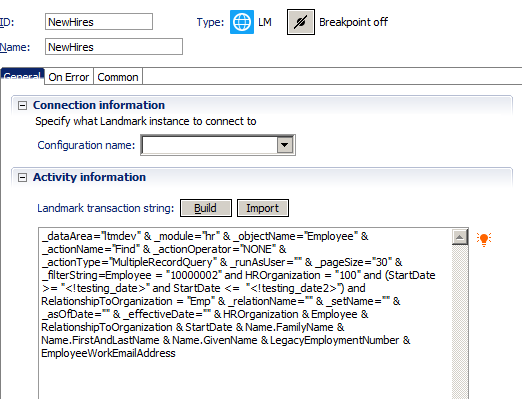 ID: NewHires Type: LM Breakpoint off
Name: NewHires
General On Error Common
Connection information
Specify what Landmark instance to connect to
Configuration name:
Activity information
Landmark transaction string: Build Import
_dataArea="ltmdev" & _module="hr" & _objectName="Employee" &
_actionName="Find" & _actionOperator="NONE" &
_actionType="MultipleRecordQuery" & _runAsUser="" & _pageSize="30" &
_filterString=Employee = "10000002" and HROrganization = "100" and (StartDate
>= "<!testing_date>" and StartDate <= "<!testing_date2>") and
RelationshipToOrganization = "Emp" & _relationName="" & _setName="" &
_asOfDate="" & _effectiveDate="" & HROrganization & Employee &
RelationshipToOrganization & StartDate & Name.FamilyName &
Name.FirstAndLastName & Name.GivenName & LegacyEmploymentNumber &
EmployeeWorkEmailAddress